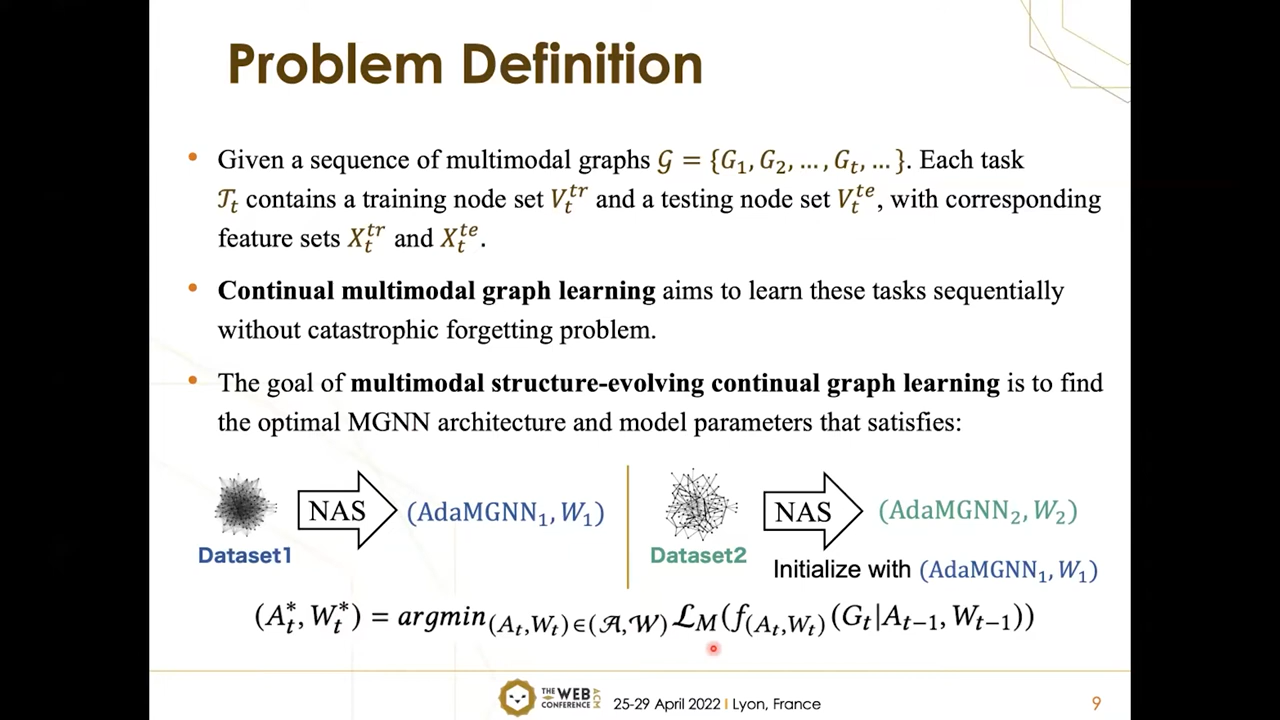 Problem Definition
• Given a sequence of multimodal graphs 𝒢 = {G₁, G₂, …, Gₜ, …}. Each task
𝒯ₜ contains a training node set Vₜᵗʳ and a testing node set Vₜᵗᵉ, with corresponding
feature sets Xₜᵗʳ and Xₜᵗᵉ.
• Continual multimodal graph learning aims to learn these tasks sequentially
without catastrophic forgetting problem.
• The goal of multimodal structure-evolving continual graph learning is to find
the optimal MGNN architecture and model parameters that satisfies:
NAS
(AdaMGNN₁, W₁)
Dataset1
NAS
(AdaMGNN₂, W₂)
Dataset2
Initialize with (AdaMGNN₁, W₁)
(Aₜ*, Wₜ*) = argmin_{(Aₜ,Wₜ)∈(𝒜,𝒲)} ℒ_M(f_{(Aₜ,Wₜ)}(Gₜ|Aₜ₋₁, Wₜ₋₁))
THE WEB CONFERENCE ACM
25-29 April 2022 I Lyon, France
9